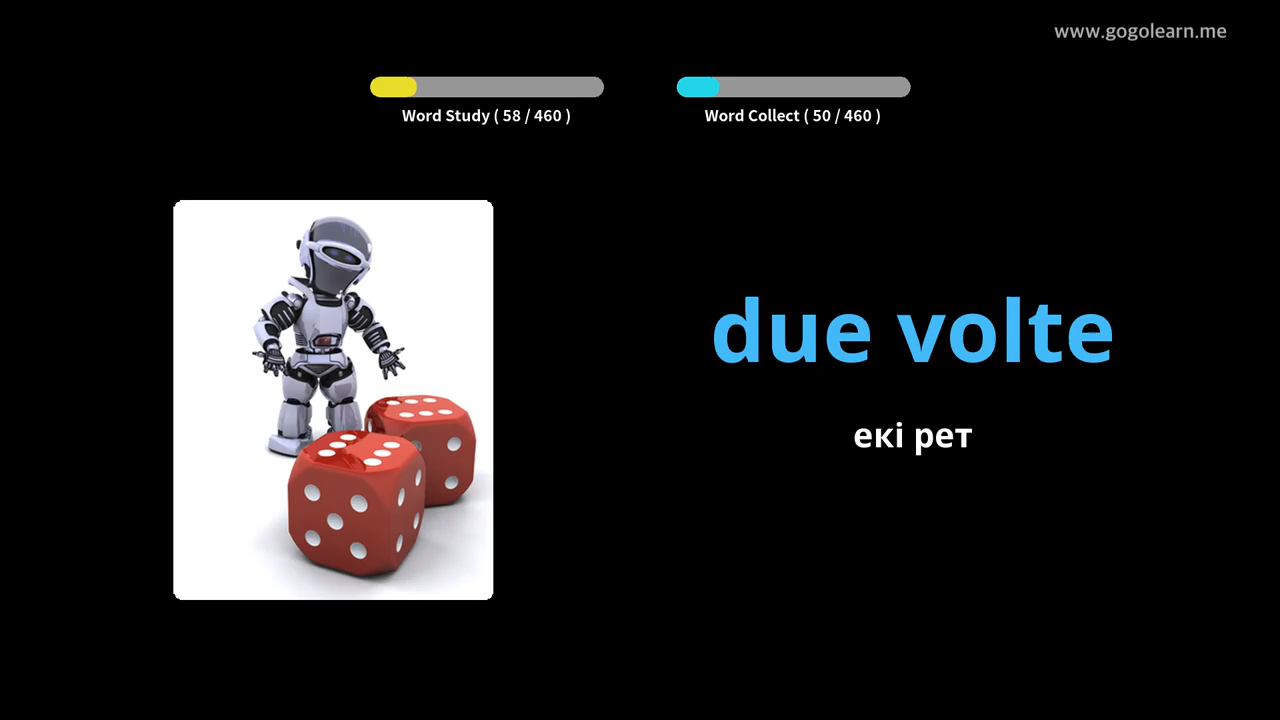 www.gogolearn.me
Word Study ( 58 / 460 )
Word Collect ( 50 / 460 )
due volte
екі рет